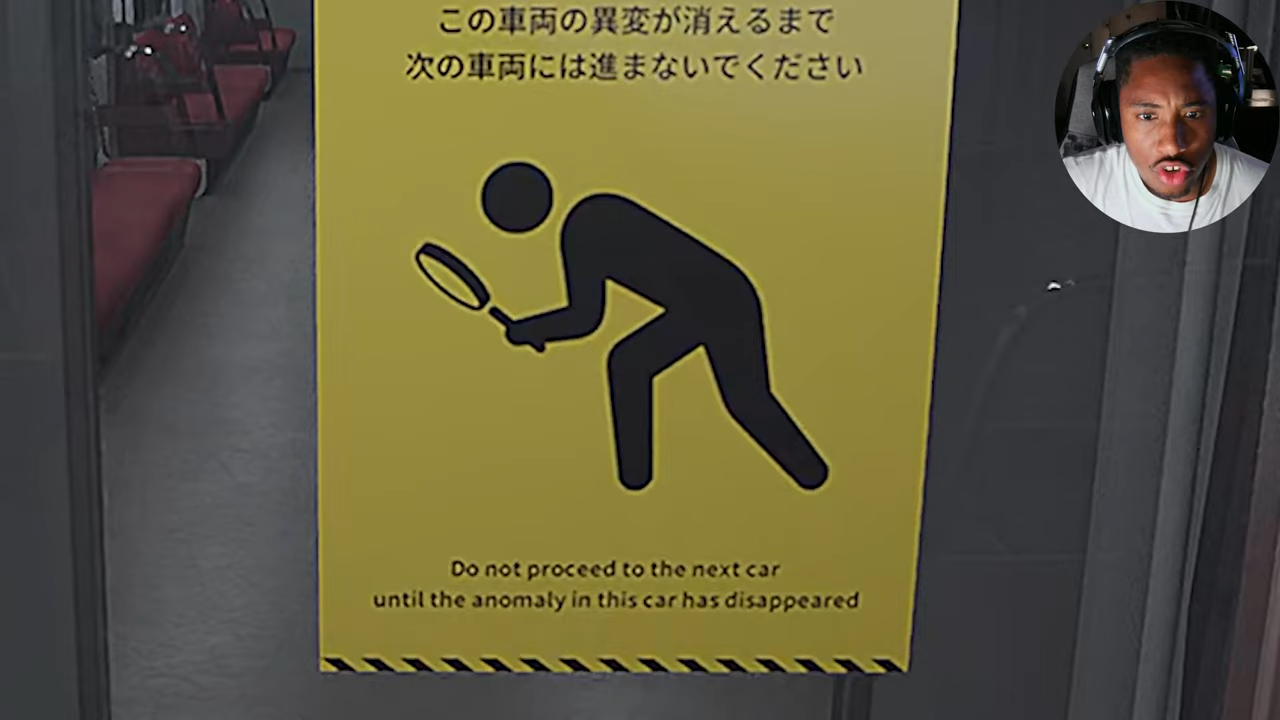 この車両の異変が消えるまで
次の車両には進まないでください
Do not proceed to the next car
until the anomaly in this car has disappeared